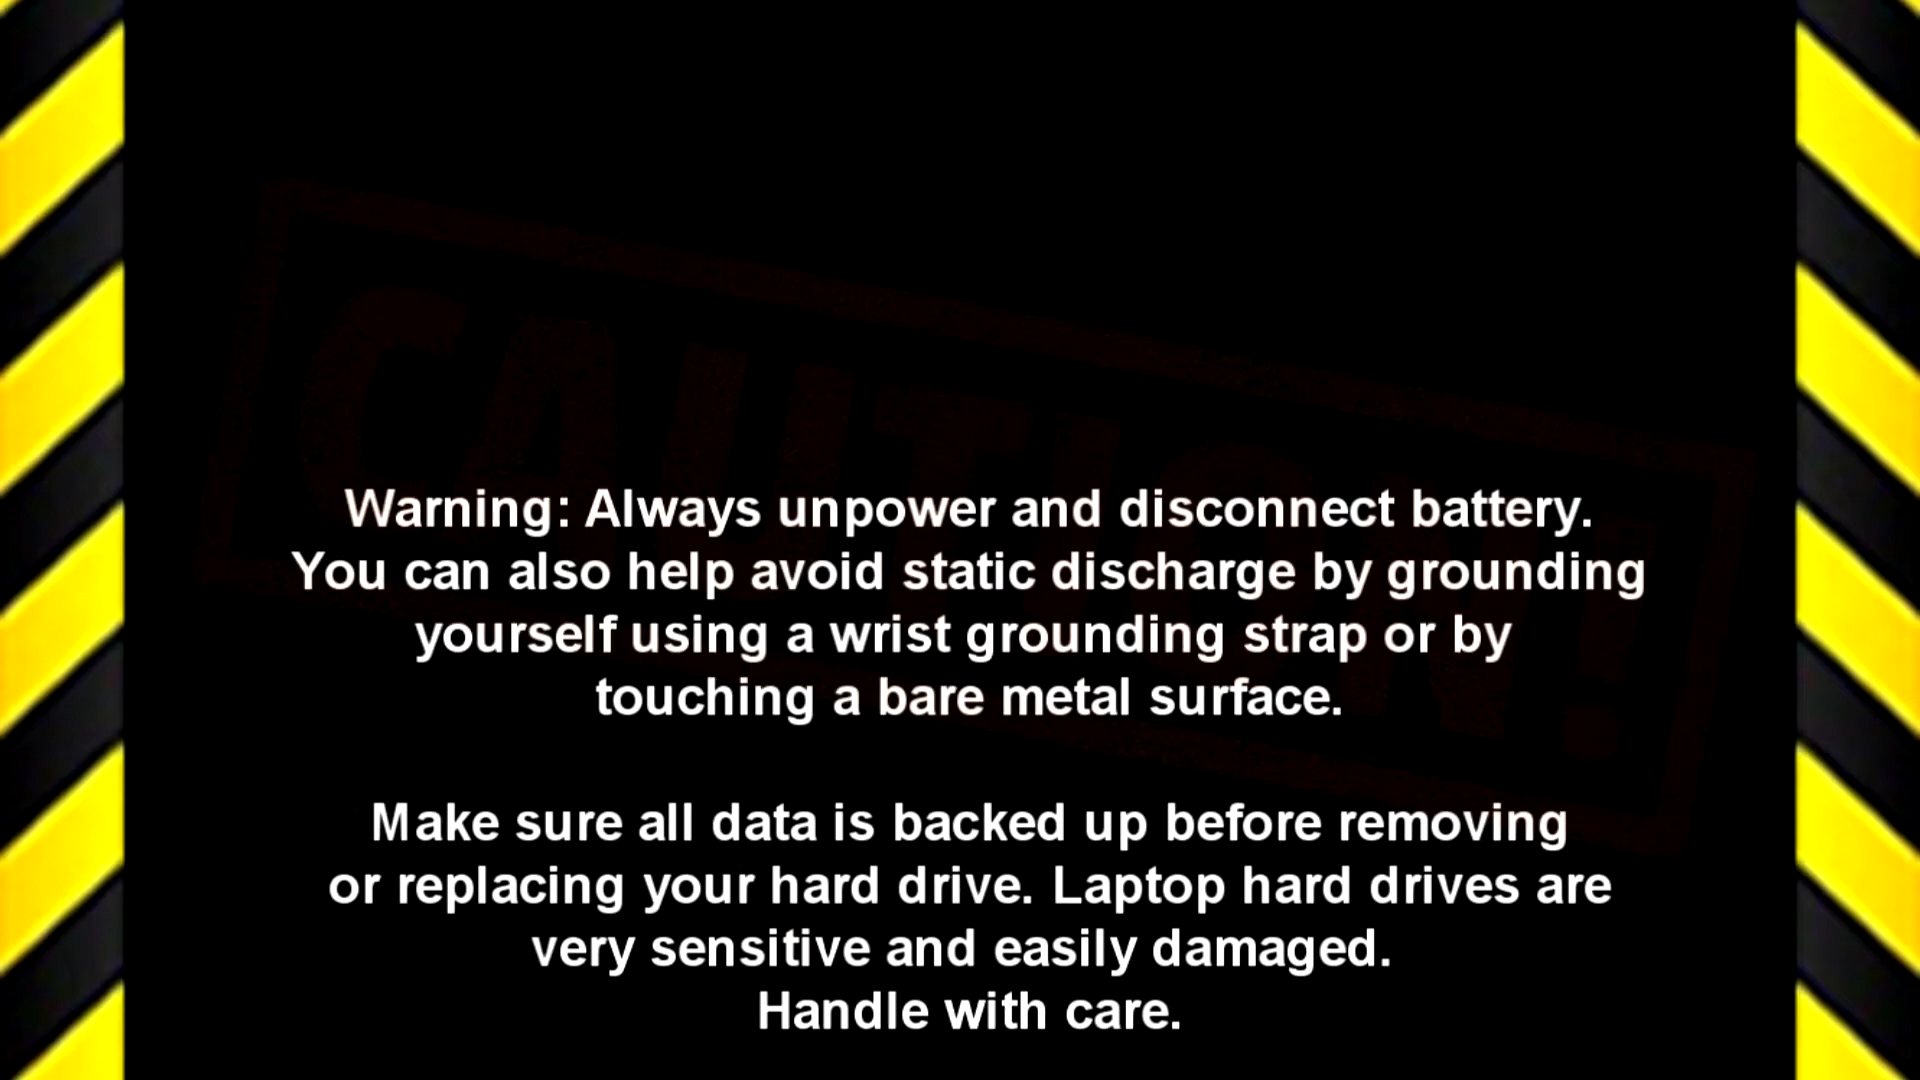 CAUTION!
Warning: Always unpower and disconnect battery.
You can also help avoid static discharge by grounding
yourself using a wrist grounding strap or by
touching a bare metal surface.
Make sure all data is backed up before removing
or replacing your hard drive. Laptop hard drives are
very sensitive and easily damaged.
Handle with care.